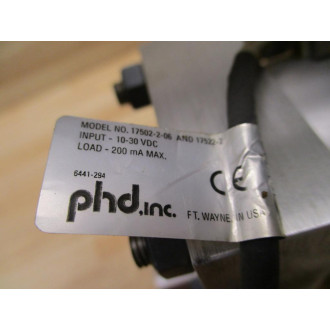 MODEL NO. 17502-2-06 AND 17532-2
INPUT - 10-30 VDC
LOAD - 200 mA MAX.
6441-294
CE
phd,inc.
FT. WAYNE, IN USA